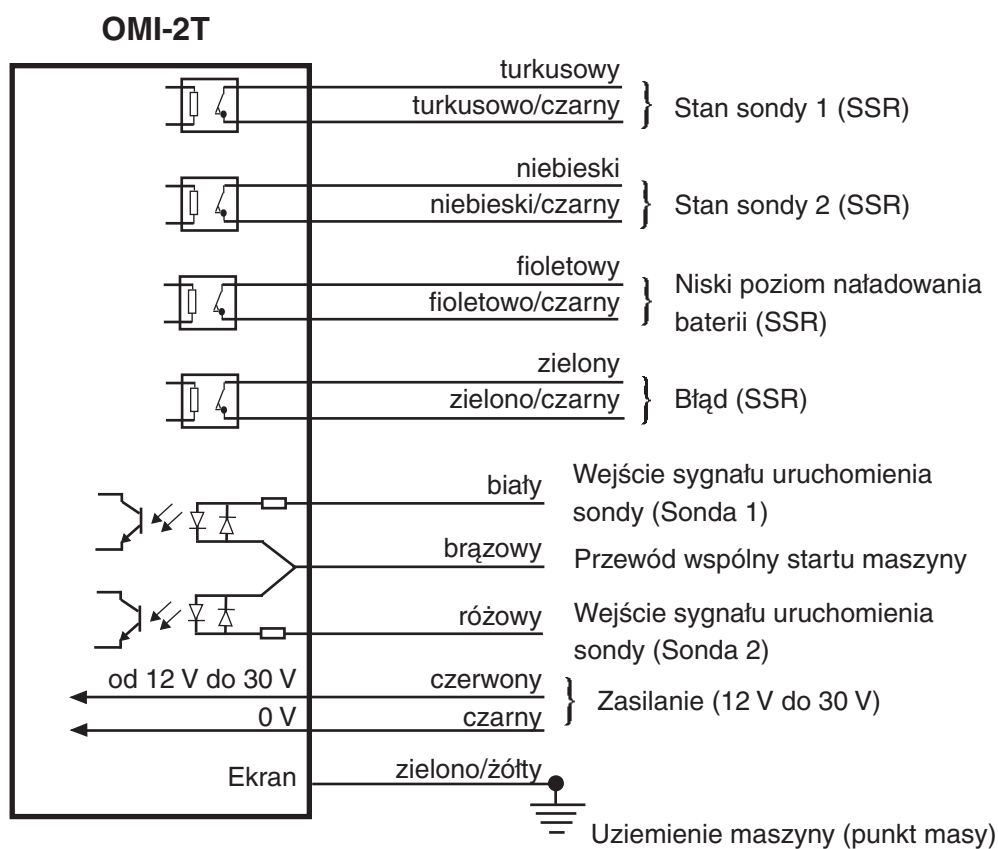 OMI-2T
turkusowy
turkusowo/czarny
Stan sondy 1 (SSR)
niebieski
niebieski/czarny
Stan sondy 2 (SSR)
fioletowy
fioletowo/czarny
Niski poziom naładowania
baterii (SSR)
zielony
zielono/czarny
Błąd (SSR)
biały
Wejście sygnału uruchomienia
sondy (Sonda 1)
brązowy
Przewód wspólny startu maszyny
różowy
Wejście sygnału uruchomienia
sondy (Sonda 2)
od 12 V do 30 V
czerwony
0 V
czarny
Zasilanie (12 V do 30 V)
Ekran
zielono/żółty
Uziemienie maszyny (punkt masy)